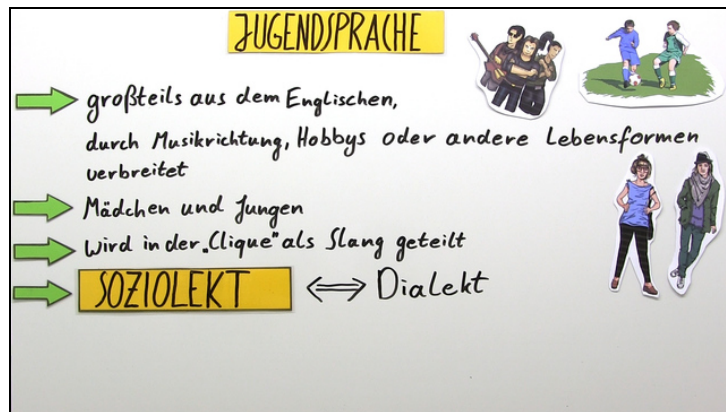 JUGENDSPRACHE
großteils aus dem Englischen,
durch Musikrichtung, Hobbys oder andere Lebensformen
verbreitet
Mädchen und Jungen
wird in der „Clique" als Slang geteilt
SOZIOLEKT ⟺ Dialekt